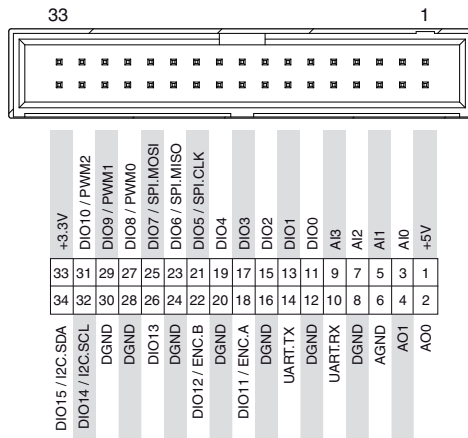 33 1
+3.3V
DIO10 / PWM2
DIO9 / PWM1
DIO8 / PWM0
DIO7 / SPI.MOSI
DIO6 / SPI.MISO
DIO5 / SPI.CLK
DIO4
DIO3
DIO2
DIO1
DIO0
AI3
AI2
AI1
AI0
+5V
33 31 29 27 25 23 21 19 17 15 13 11 9 7 5 3 1
34 32 30 28 26 24 22 20 18 16 14 12 10 8 6 4 2
DIO15 / I2C.SDA
DIO14 / I2C.SCL
DGND
DGND
DIO13
DGND
DIO12 / ENC.B
DGND
DIO11 / ENC.A
DGND
UART.TX
DGND
UART.RX
DGND
AGND
AO1
AO0